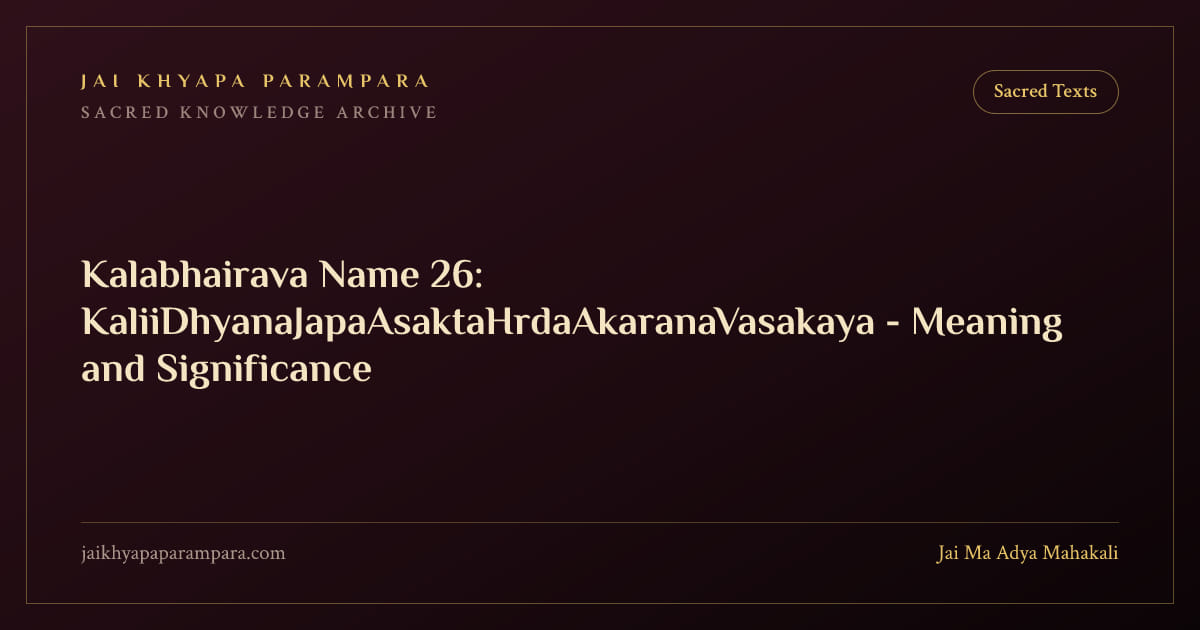 JAI KHYAPA PARAMPARA
SACRED KNOWLEDGE ARCHIVE
Sacred Texts
Kalabhairava Name 26:
KaliiDhyanaJapaAsaktaHrdaAkaranaVasakaya - Meaning
and Significance
jaikhyapaparampara.com
Jai Ma Adya Mahakali